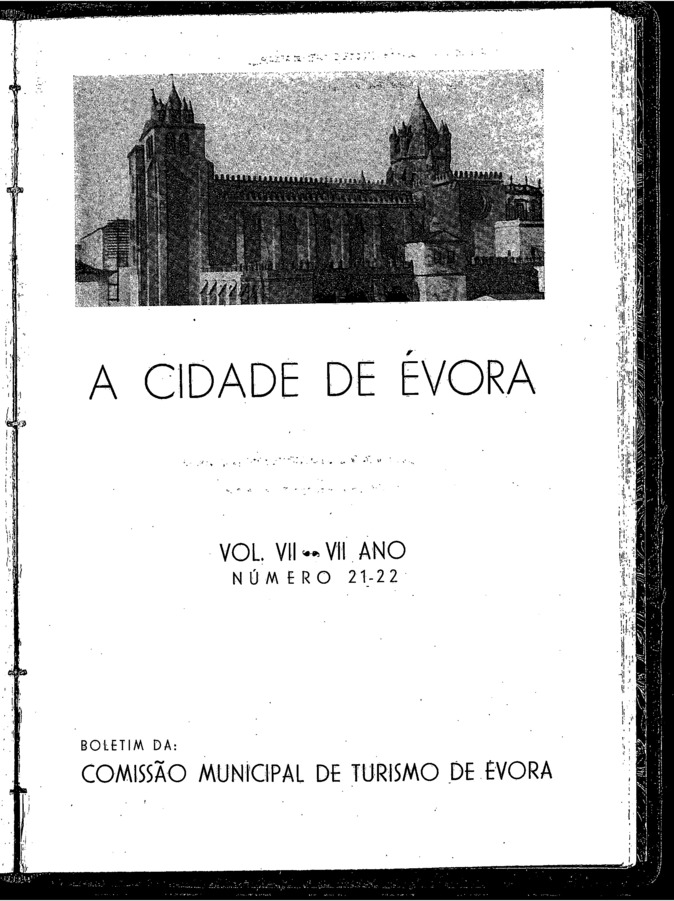 A CIDADE DE ÉVORA
VOL. VII VII ANO
NÚMERO 21-22
BOLETIM DA:
COMISSÃO MUNICIPAL DE TURISMO DE ÉVORA